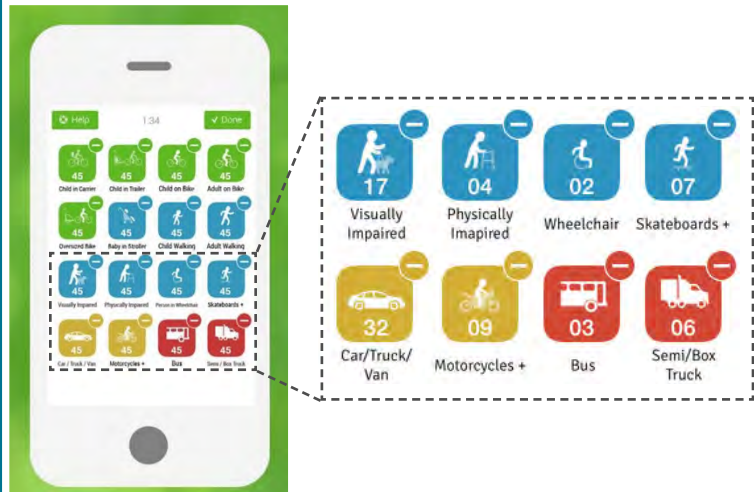 Help 1:34 Done
45 45 45 45
Child in Carrier Child in Trailer Child on Bike Adult on Bike
45 45 45 45
Oversized Bike Baby in Stroller Child Walking Adult Walking
45 45 45 45
Visually Impaired Physically Impaired Person in Wheelchair Skateboards +
45 45 45 45
Car / Truck / Van Motorcycles + Bus Semi / Box Truck
17 04 02 07
Visually Physically Wheelchair Skateboards +
Impaired Imapired
32 09 03 06
Car/Truck/ Motorcycles + Bus Semi/Box
Van Truck